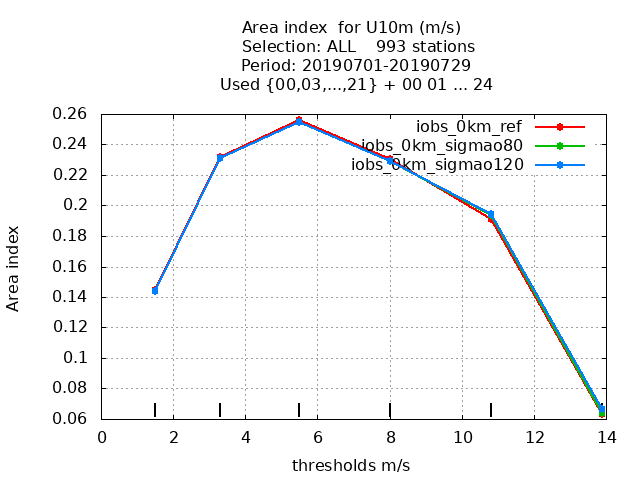 Area index  for U10m (m/s)
Selection: ALL    993 stations
Period: 20190701-20190729
Used {00,03,...,21} + 00 01 ... 24
0.26
0.24
0.22
0.2
0.18
0.16
0.14
0.12
0.1
0.08
0.06
Area index
iobs_0km_ref
iobs_0km_sigmao80
iobs_0km_sigmao120
0 2 4 6 8 10 12 14
thresholds m/s